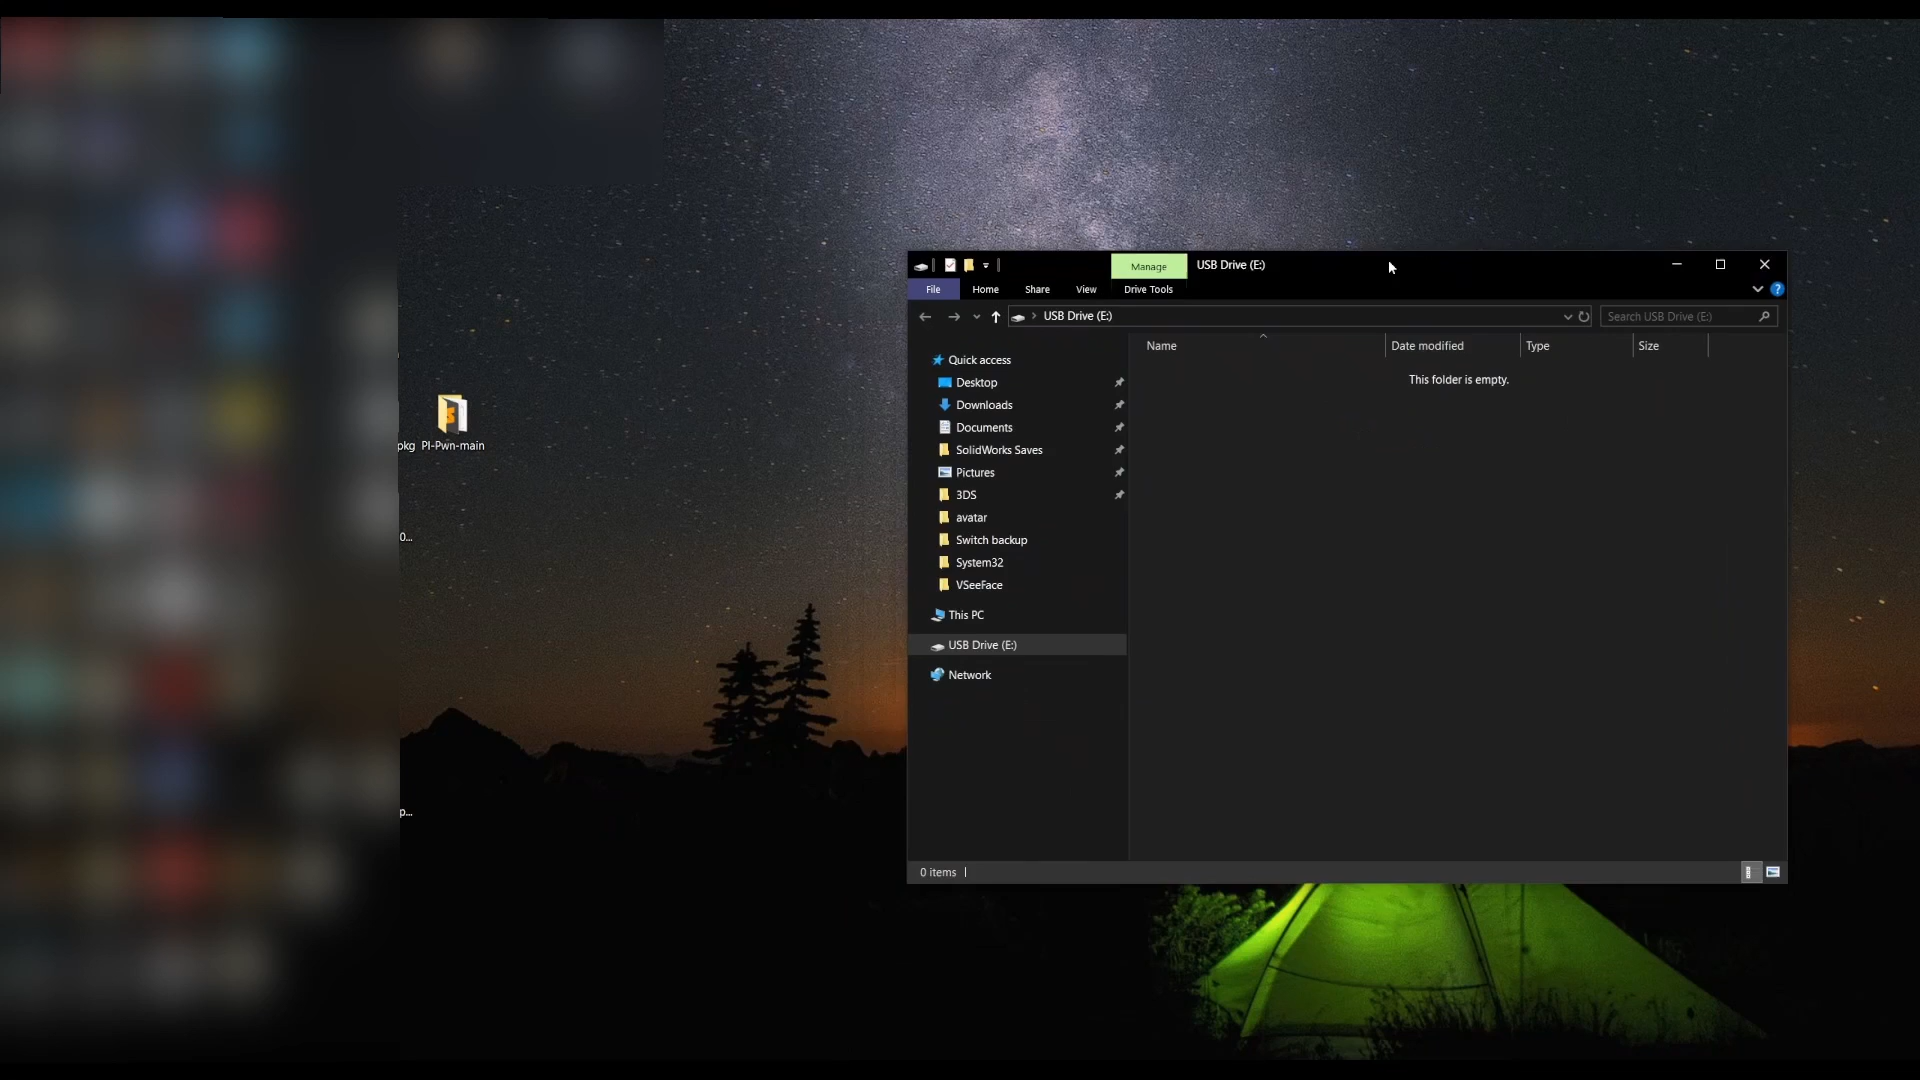 Manage
USB Drive (E:)
File
Home
Share
View
Drive Tools
?
USB Drive (E:)
Search USB Drive (E:)
Name
Date modified
Type
Size
This folder is empty.
Quick access
Desktop
Downloads
Documents
SolidWorks Saves
Pictures
3DS
avatar
Switch backup
System32
VSeeFace
This PC
USB Drive (E:)
Network
0 items
pkg
PI-Pwn-main
0...
p...